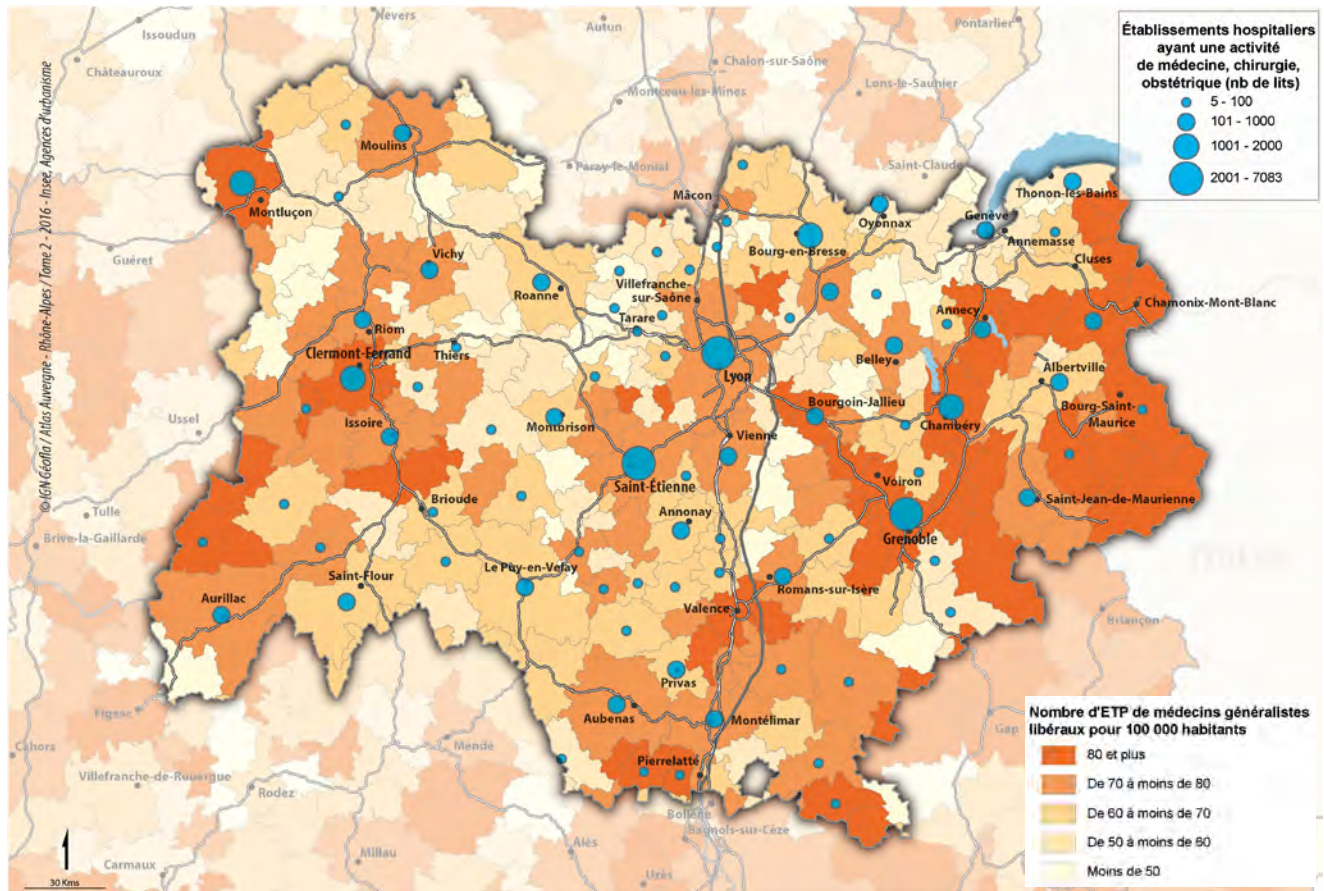 Nevers
Autun
Pontarlier
Issoudun
Châteauroux
Chalon-sur-Saône
Montceau-les-Mines
Lons-le-Saunier
Établissements hospitaliers
ayant une activité
de médecine, chirurgie,
obstétrique (nb de lits)
5 - 100
101 - 1000
1001 - 2000
2001 - 7083
© IGN Géofla / Atlas Auvergne - Rhône-Alpes / Tome 2 - 2016 - Insee, Agences d'urbanisme
Moulins
Paray-le-Monial
Saint-Claude
Thonon-les-Bains
Mâcon
Montluçon
Oyonnax
Genève
Annemasse
Bourg-en-Bresse
Guéret
Vichy
Cluses
Roanne
Villefranche-
sur-Saône
Chamonix-Mont-Blanc
Annecy
Tarare
Riom
Clermont-Ferrand
Thiers
Lyon
Belley
Albertville
Ussel
Bourgoin-Jallieu
Bourg-Saint-
Maurice
Issoire
Montbrison
Chambéry
Vienne
Saint-Étienne
Voiron
Tulle
Brioude
Saint-Jean-de-Maurienne
Annonay
Brive-la-Gaillarde
Grenoble
Le Puy-en-Velay
Saint-Flour
Romans-sur-Isère
Aurillac
Valence
Briançon
Privas
Figeac
Aubenas
Montélimar
Nombre d'ETP de médecins généralistes
libéraux pour 100 000 habitants
Gap
Cahors
Mende
80 et plus
Pierrelatte
Villefranche-de-Rouergue
De 70 à moins de 80
Rodez
Bollène
De 60 à moins de 70
Bagnols-sur-Cèze
Alès
De 50 à moins de 60
Millau
Carmaux
Uzès
Moins de 50
30 Kms